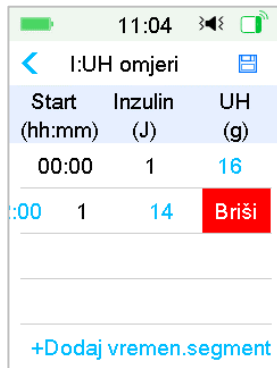 11:04
I:UH omjeri
Start Inzulin UH
(hh:mm) (J) (g)
00:00 1 16
:00 1 14 Briši
+Dodaj vremen.segment